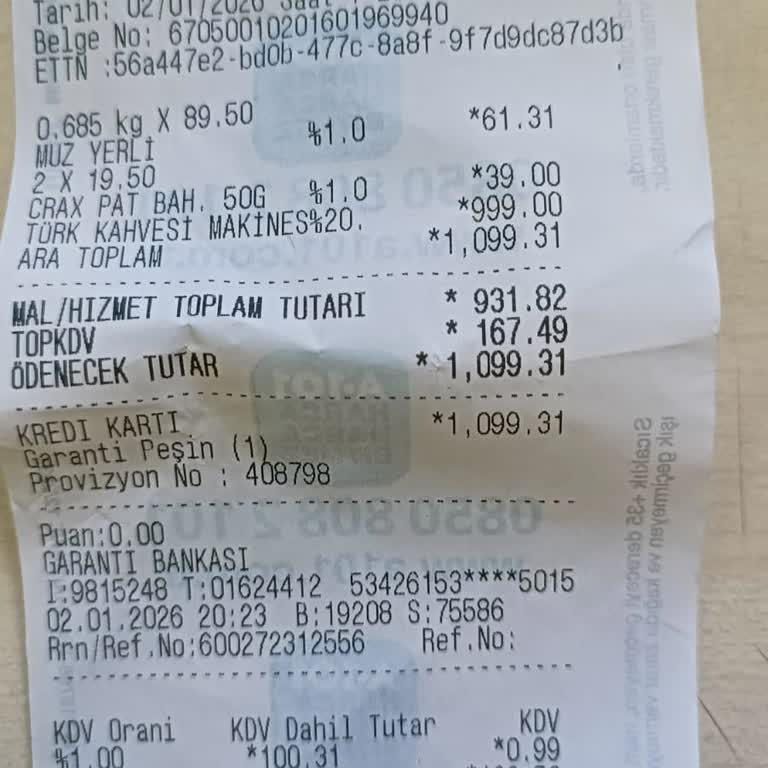 Tarih: 02/01/2026 Saat
Belge No: 67050010201601969940
ETTN :56a447e2-bd0b-477c-8a8f-9f7d9dc87d3b
0.685 kg X 89.50
MUZ YERLİ %1.0 *61.31
2 X 19.50
CRAX PAT BAH. 50G %1.0 *39.00
TÜRK KAHVESİ MAKİNES%20. *999.00
ARA TOPLAM *1,099.31
MAL/HIZMET TOPLAM TUTARI * 931.82
TOPKDV * 167.49
ÖDENECEK TUTAR * 1,099.31
KREDI KARTI *1,099.31
Garanti Peşin (1)
Provizyon No : 408798
Puan:0.00
GARANTI BANKASI
I:9815248 T:01624412 53426153****5015
02.01.2026 20:23 B:19208 S:75586
Rrn/Ref.No:600272312556 Ref.No:
KDV Orani KDV Dahil Tutar KDV
%1.00 *100.31 *0.99